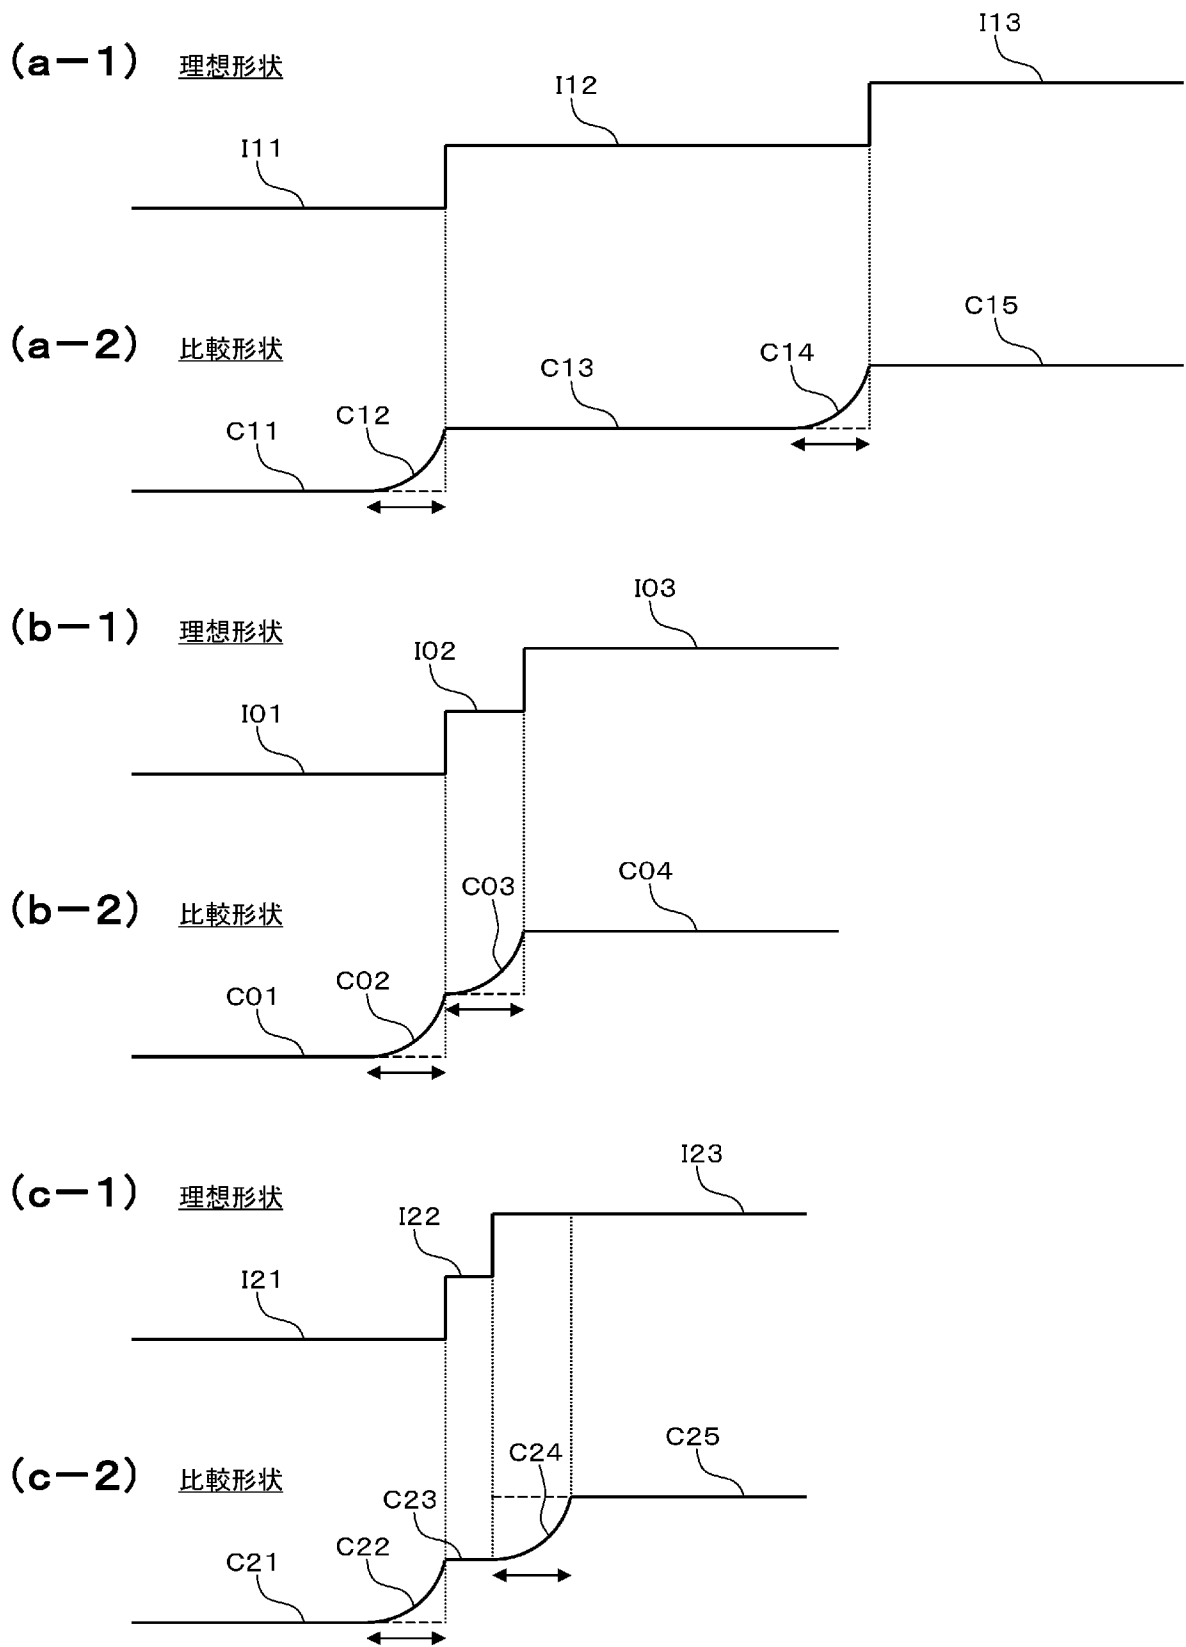 I13
(a－1) 理想形状
I12
I11
C15
(a－2) 比較形状
C14
C13
C12
C11
I03
(b－1) 理想形状
I02
I01
C04
C03
(b－2) 比較形状
C02
C01
I23
(c－1) 理想形状
I22
I21
C25
C24
(c－2) 比較形状
C23
C22
C21